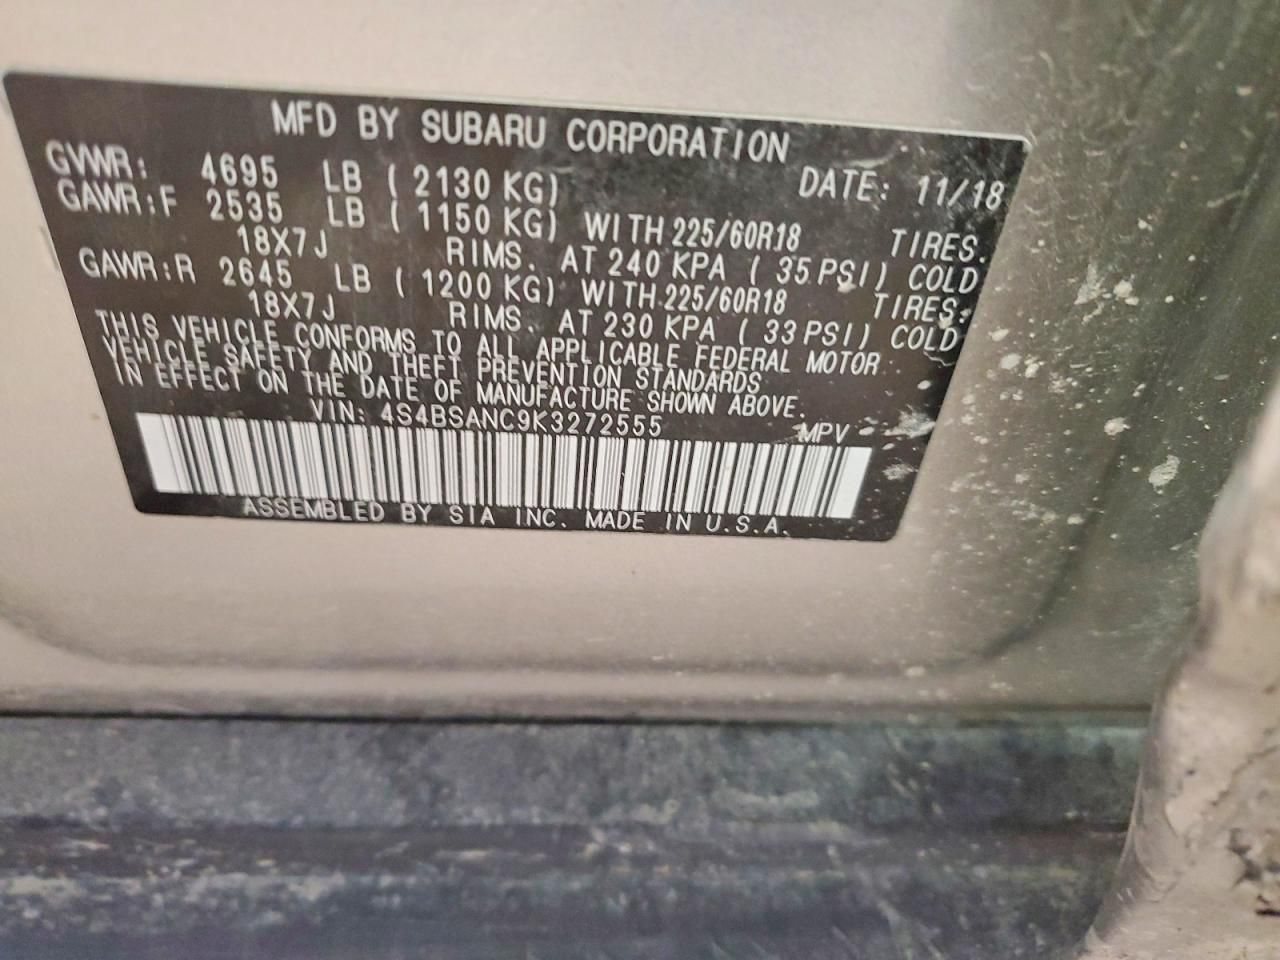 MFD BY SUBARU CORPORATION
GVWR: 4695 LB ( 2130 KG) DATE: 11/18
GAWR:F 2535 LB ( 1150 KG) WITH 225/60R18 TIRES.
18X7J RIMS. AT 240 KPA ( 35 PSI) COLD
GAWR:R 2645 LB ( 1200 KG) WITH 225/60R18 TIRES.
18X7J RIMS. AT 230 KPA ( 33 PSI) COLD
THIS VEHICLE CONFORMS TO ALL APPLICABLE FEDERAL MOTOR
VEHICLE SAFETY AND THEFT PREVENTION STANDARDS
IN EFFECT ON THE DATE OF MANUFACTURE SHOWN ABOVE.
VIN: 4S4BSANC9K3272555 MPV
ASSEMBLED BY SIA INC. MADE IN U.S.A.